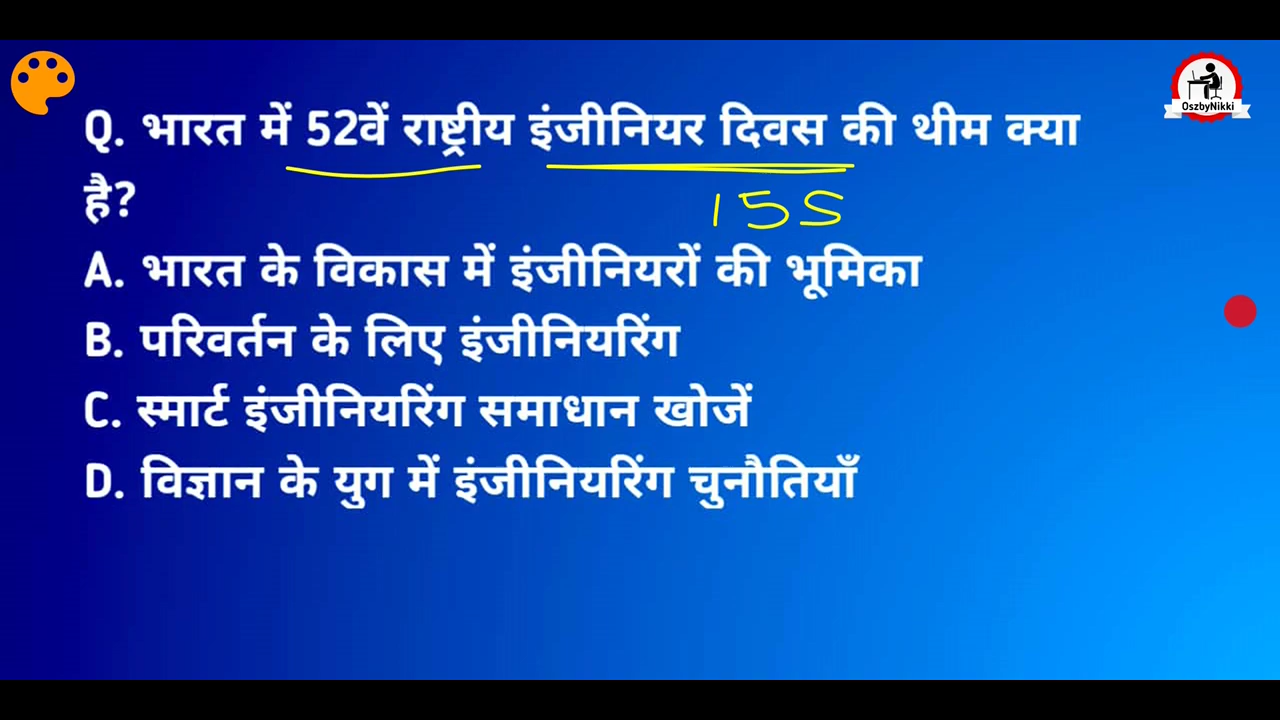 OszbyNikki
Q. भारत में 52वें राष्ट्रीय इंजीनियर दिवस की थीम क्या
है?
15S
A. भारत के विकास में इंजीनियरों की भूमिका
B. परिवर्तन के लिए इंजीनियरिंग
C. स्मार्ट इंजीनियरिंग समाधान खोजें
D. विज्ञान के युग में इंजीनियरिंग चुनौतियाँ